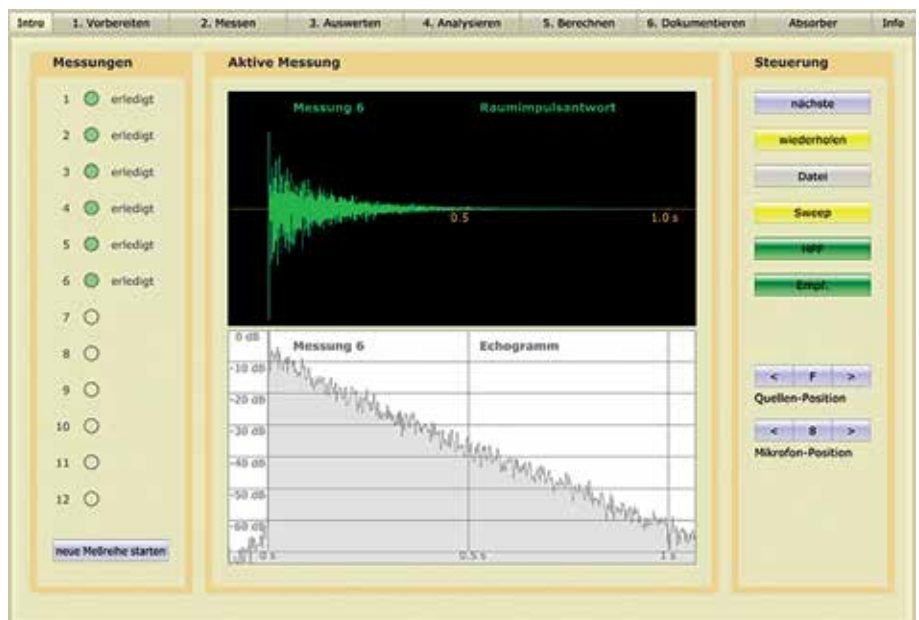 Intro 1. Vorbereiten 2. Messen 3. Auswerten 4. Analysieren 5. Berechnen 6. Dokumentieren Absorber Info
Messungen
1 erledigt
2 erledigt
3 erledigt
4 erledigt
5 erledigt
6 erledigt
7
8
9
10
11
12
neue Meßreihe starten
Aktive Messung
Messung 6 Raumimpulsantwort
0.5 1.0 s
0 dB
Messung 6 Echogramm
-10 dB
-20 dB
-30 dB
-40 dB
-50 dB
-60 dB
0 s 0.5 s 1 s
Steuerung
nächste
wiederholen
Datei
Sweep
HPF
Empf.
< F >
Quellen-Position
< 8 >
Mikrofon-Position